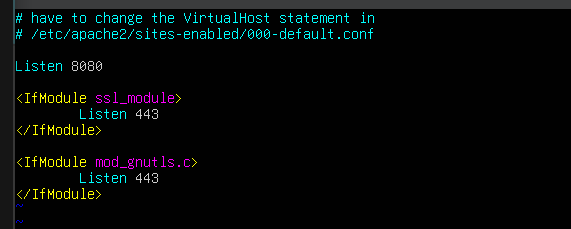 # have to change the VirtualHost statement in
# /etc/apache2/sites-enabled/000-default.conf
Listen 8080
<IfModule ssl_module>
Listen 443
</IfModule>
<IfModule mod_gnutls.c>
Listen 443
</IfModule>
~
~